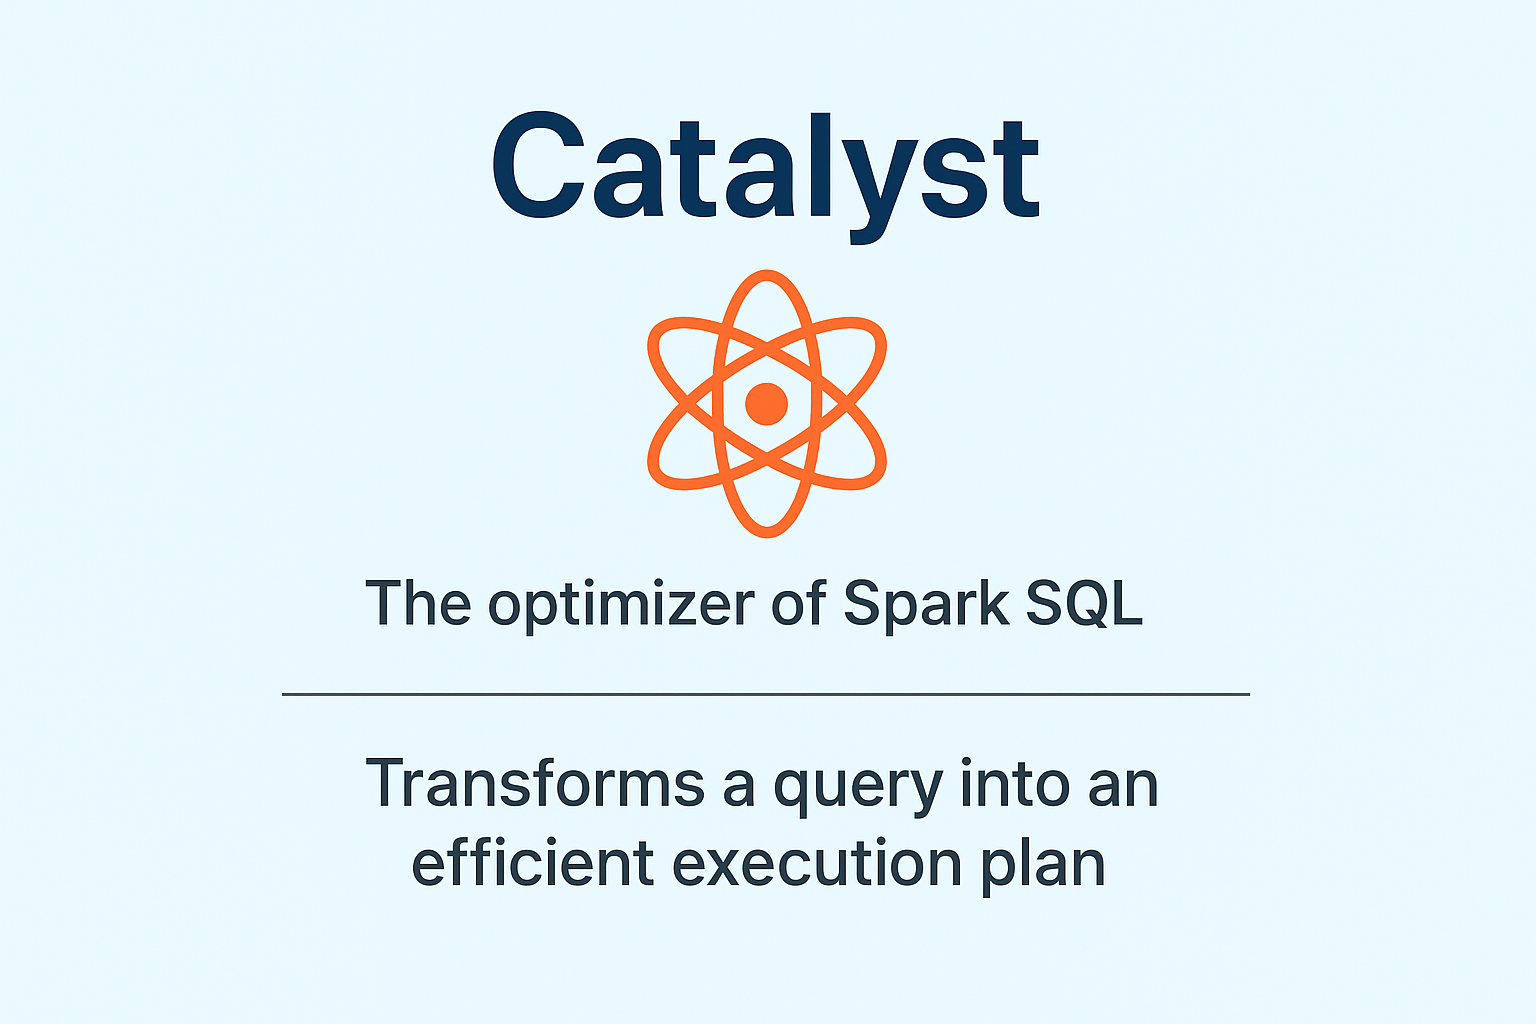 Catalyst
The optimizer of Spark SQL
Transforms a query into an
efficient execution plan